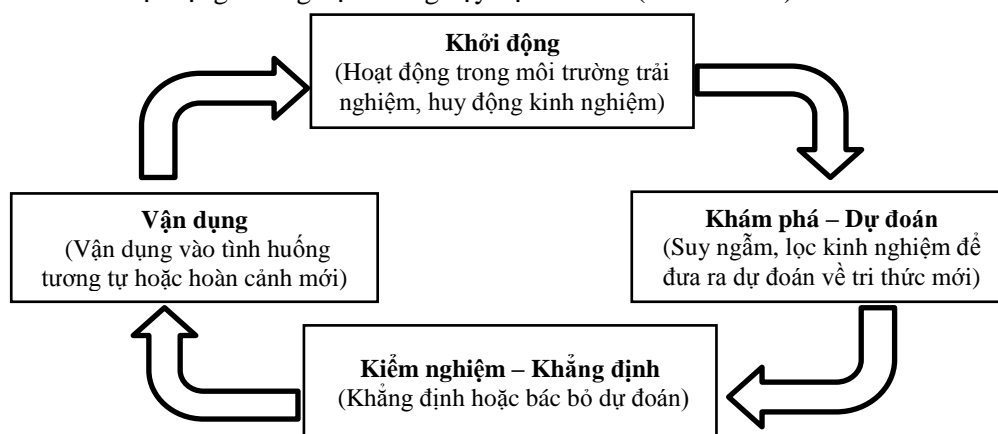 Khởi động
(Hoạt động trong môi trường trải
nghiệm, huy động kinh nghiệm)
Vận dụng
(Vận dụng vào tình huống
tương tự hoặc hoàn cảnh mới)
Khám phá – Dự đoán
(Suy ngẫm, lọc kinh nghiệm để
đưa ra dự đoán về tri thức mới)
Kiểm nghiệm – Khẳng định
(Khẳng định hoặc bác bỏ dự đoán)